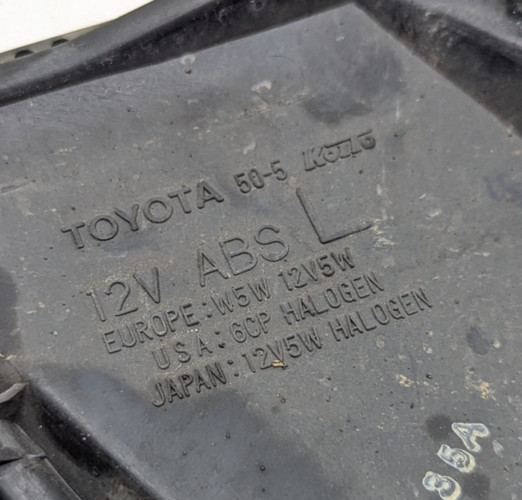 TOYOTA 50-5 KOITO
12V ABS L
EUROPE: W5W 12V5W
USA: 6CP HALOGEN
JAPAN: 12V5W HALOGEN
35A